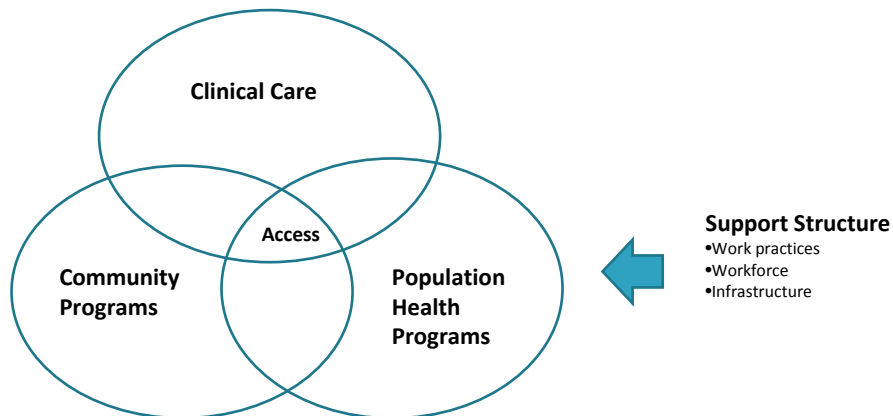 Clinical Care
Access
Community
Programs
Population
Health
Programs
Support Structure
•Work practices
•Workforce
•Infrastructure